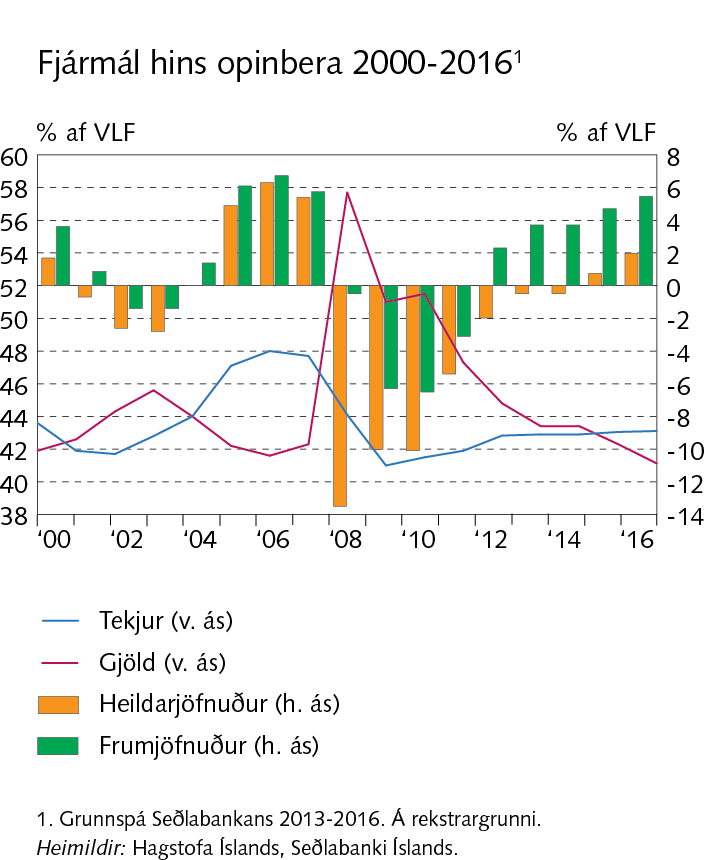 Fjármál hins opinbera 2000-2016¹
% af VLF % af VLF
60 8
58 6
56 4
54 2
52 0
50 -2
48 -4
46 -6
44 -8
42 -10
40 -12
38 -14
‘00 ‘02 ‘04 ‘06 ‘08 ‘10 ‘12 ‘14 ‘16
Tekjur (v. ás)
Gjöld (v. ás)
Heildarjöfnuður (h. ás)
Frumjöfnuður (h. ás)
1. Grunnspá Seðlabankans 2013-2016. Á rekstrargrunni.
Heimildir: Hagstofa Íslands, Seðlabanki Íslands.